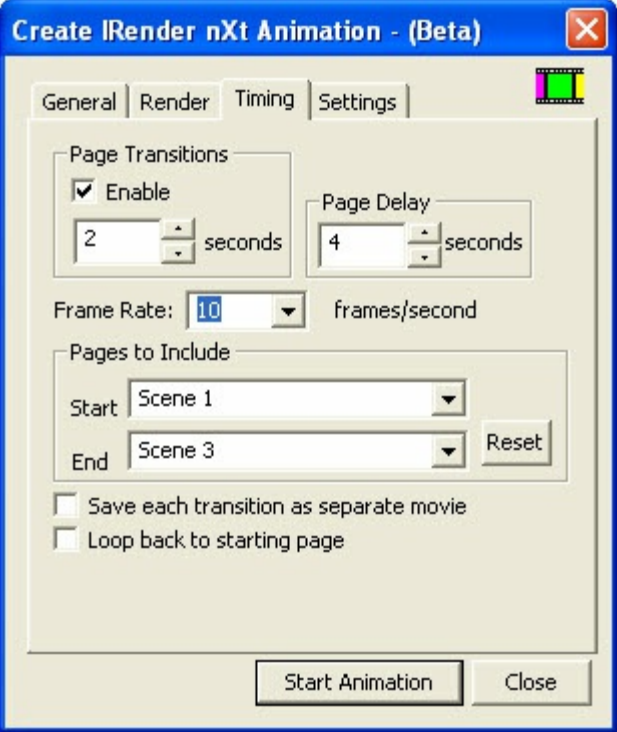 Create IRender nXt Animation - (Beta)
General Render Timing Settings
Page Transitions
Enable
2 seconds
Page Delay
4 seconds
Frame Rate: 10 frames/second
Pages to Include
Start Scene 1
End Scene 3
Reset
Save each transition as separate movie
Loop back to starting page
Start Animation Close